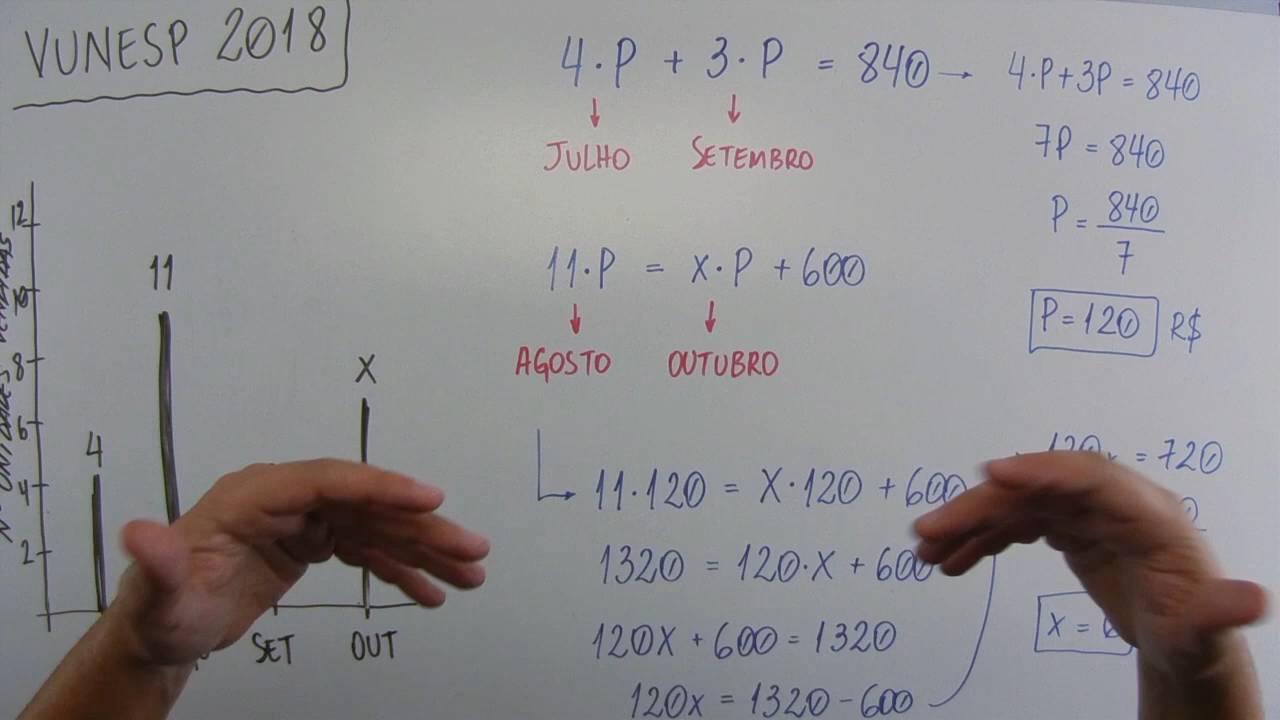 VUNESP 2018
12
11
8
X
6
4
4
2
SET OUT
4·P + 3·P = 840 →
JULHO SETEMBRO
11·P = X·P + 600
AGOSTO OUTUBRO
11·120 = X·120 + 600
1320 = 120·X + 600
120X + 600 = 1320
120x = 1320 - 600
4·P+3P = 840
7P = 840
P = 840
7
P = 120 R$
= 720
X =